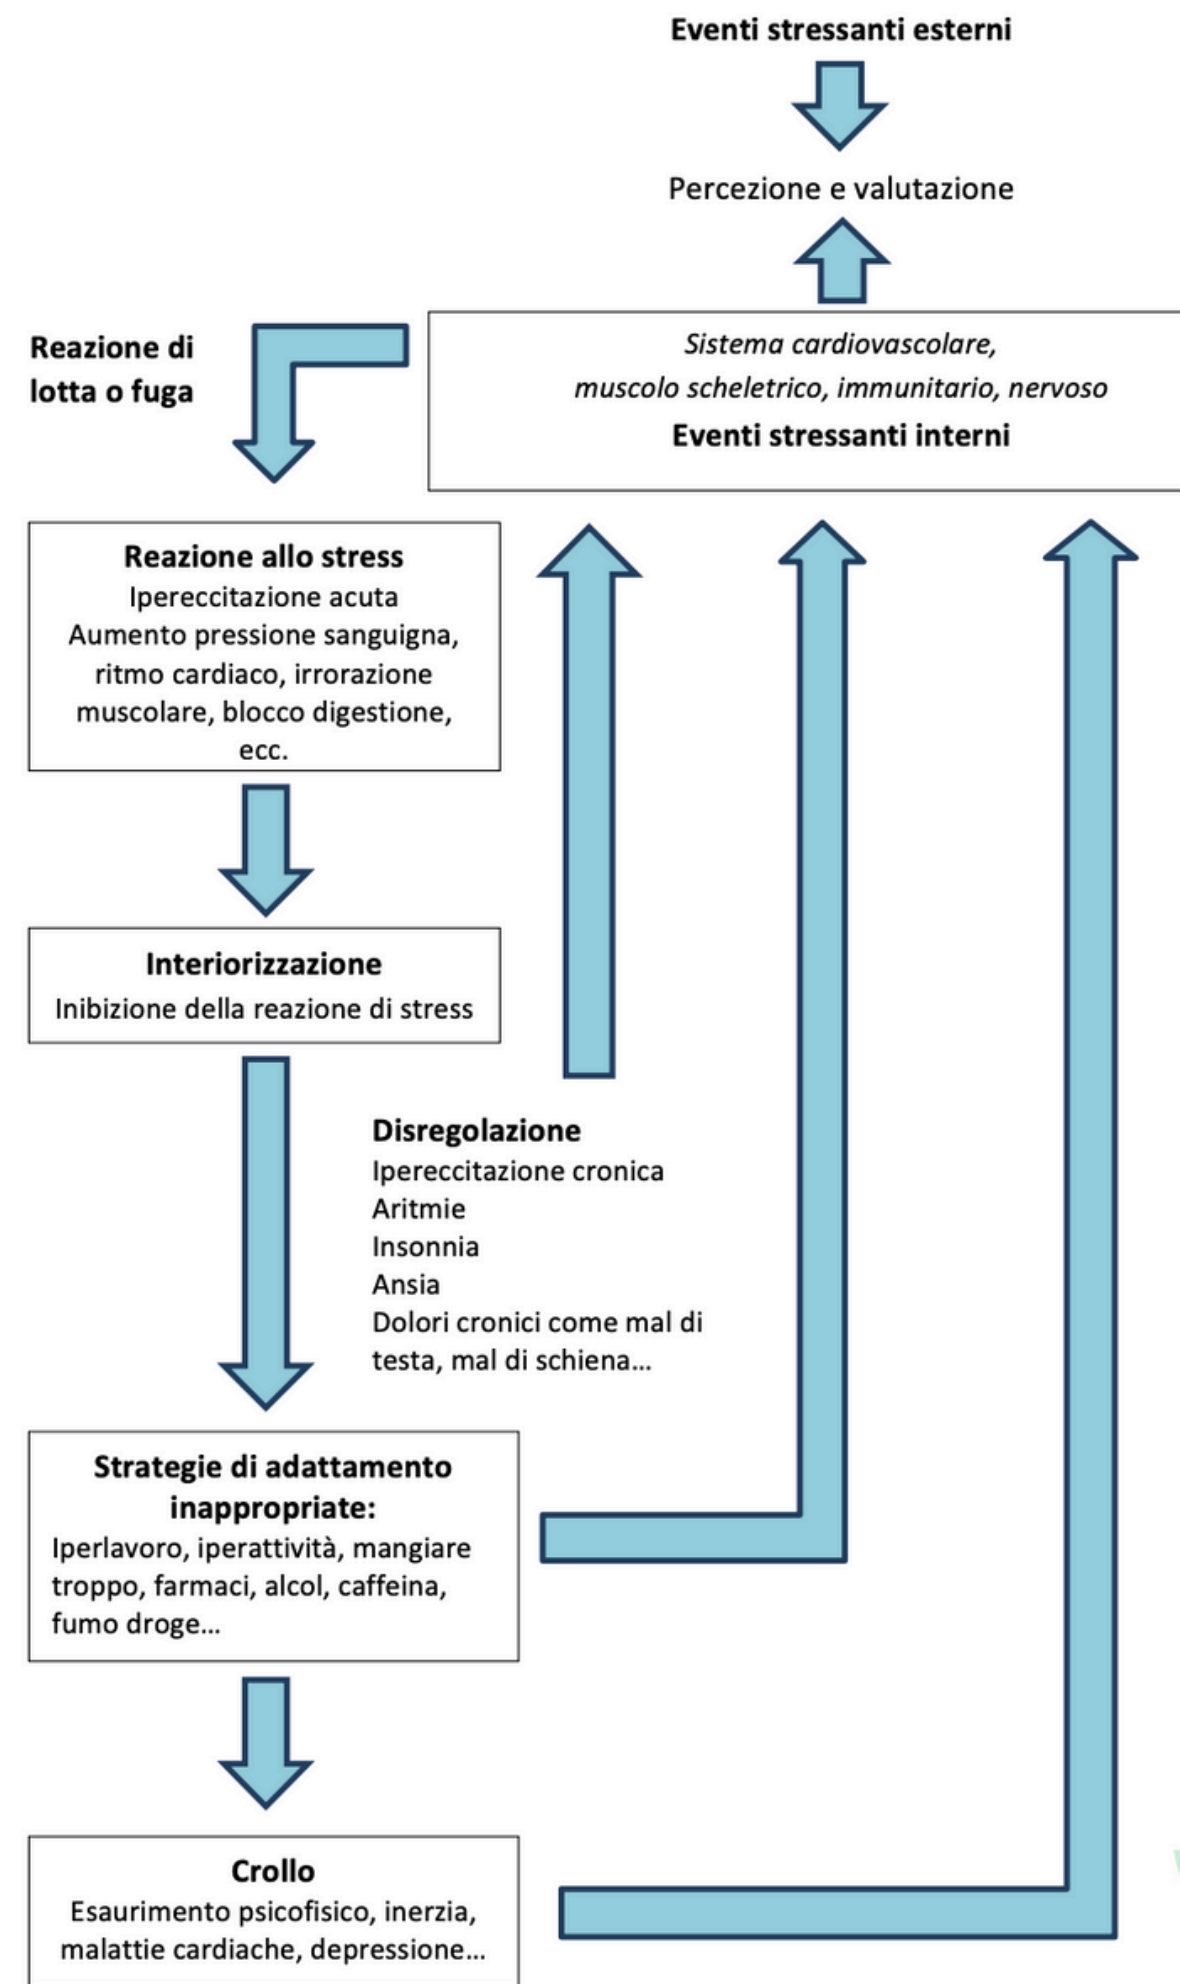 Eventi stressanti esterni
Percezione e valutazione
Reazione di
lotta o fuga
Sistema cardiovascolare,
muscolo scheletrico, immunitario, nervoso
Eventi stressanti interni
Reazione allo stress
Ipereccitazione acuta
Aumento pressione sanguigna,
ritmo cardiaco, irrorazione
muscolare, blocco digestione,
ecc.
Interiorizzazione
Inibizione della reazione di stress
Disregolazione
Ipereccitazione cronica
Aritmie
Insonnia
Ansia
Dolori cronici come mal di
testa, mal di schiena…
Strategie di adattamento
inappropriate:
Iperlavoro, iperattività, mangiare
troppo, farmaci, alcol, caffeina,
fumo droge…
Crollo
Esaurimento psicofisico, inerzia,
malattie cardiache, depressione…